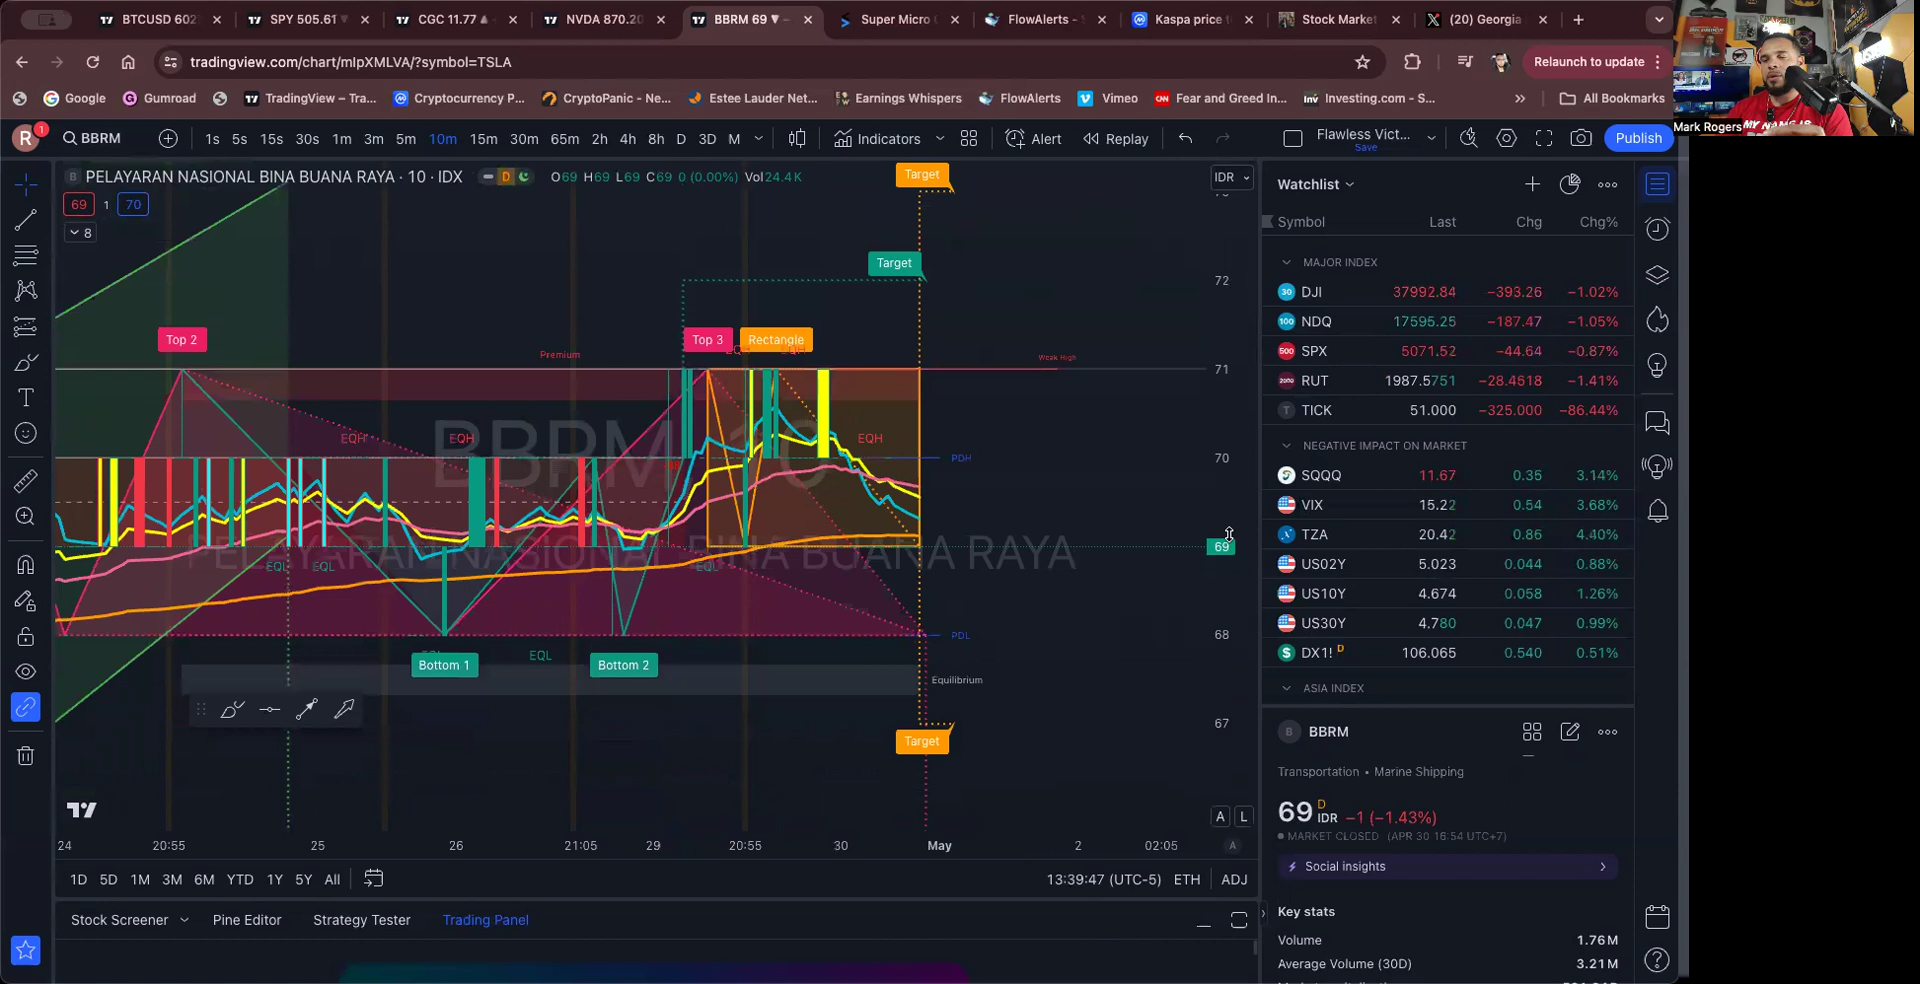 BTCUSD 602
SPY 505.61
CGC 11.77
NVDA 870.20
BBRM 69
Super Micro
FlowAlerts -
Kaspa price t
Stock Market
(20) Georgia
tradingview.com/chart/mIpXMLVA/?symbol=TSLA
Relaunch to update
Google
Gumroad
TradingView – Tra...
Cryptocurrency P...
CryptoPanic - Ne...
Estee Lauder Net...
Earnings Whispers
FlowAlerts
Vimeo
Fear and Greed In...
Investing.com - S...
All Bookmarks
Mark Rogers
MY NAME IS
R
1
BBRM
1s 5s 15s 30s 1m 3m 5m 10m 15m 30m 65m 2h 4h 8h D 3D M
Indicators
Alert
Replay
Flawless Vict...
Save
Publish
B PELAYARAN NASIONAL BINA BUANA RAYA · 10 · IDX
D
O69 H69 L69 C69 0 (0.00%) Vol24.4K
IDR
69 1 70
8
Target
Target
72
Top 2
Top 3
Rectangle
Premium
Weak High
71
EQH
EQH
EQH
BBRM
70
PDH
PELAYARAN NASIONAL BINA BUANA RAYA
69
EQL
EQL
EQL
68
PDL
EQL
Bottom 1
Bottom 2
Equilibrium
67
Target
A L
24 20:55 25 26 21:05 29 20:55 30 May 2 02:05 A
1D 5D 1M 3M 6M YTD 1Y 5Y All
13:39:47 (UTC-5) ETH ADJ
Stock Screener
Pine Editor
Strategy Tester
Trading Panel
Watchlist
Symbol Last Chg Chg%
MAJOR INDEX
DJI 37992.84 −393.26 −1.02%
NDQ 17595.25 −187.47 −1.05%
SPX 5071.52 −44.64 −0.87%
RUT 1987.5751 −28.4518 −1.41%
TICK 51.000 −325.000 −86.44%
NEGATIVE IMPACT ON MARKET
SQQQ 11.67 0.35 3.14%
VIX 15.22 0.54 3.68%
TZA 20.42 0.86 4.40%
US02Y 5.023 0.044 0.88%
US10Y 4.674 0.058 1.26%
US30Y 4.780 0.047 0.99%
DX1! D 106.065 0.540 0.51%
ASIA INDEX
B BBRM
Transportation • Marine Shipping
69 D IDR −1 (−1.43%)
MARKET CLOSED (APR 30 16:54 UTC+7)
Social insights
Key stats
Volume 1.76M
Average Volume (30D) 3.21M